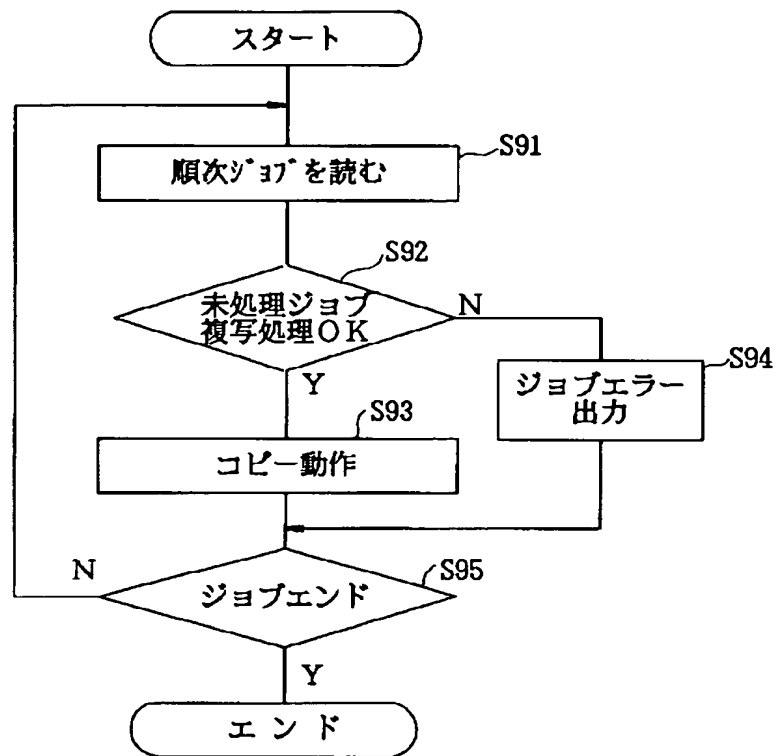 スタート
S91
順次ｼﾞｮﾌﾞを読む
S92
未処理ジョブ
複写処理ＯＫ
N
S94
ジョブエラー
出力
Y
S93
コピー動作
N
S95
ジョブエンド
Y
エンド